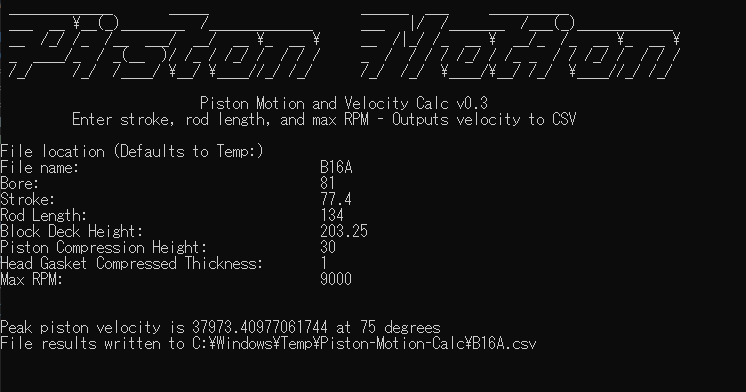 Piston Motion
Piston Motion and Velocity Calc v0.3
Enter stroke, rod length, and max RPM - Outputs velocity to CSV
File location (Defaults to Temp:)
File name: B16A
Bore: 81
Stroke: 77.4
Rod Length: 134
Block Deck Height: 203.25
Piston Compression Height: 30
Head Gasket Compressed Thickness: 1
Max RPM: 9000
Peak piston velocity is 37973.40977061744 at 75 degrees
File results written to C:¥Windows¥Temp¥Piston-Motion-Calc¥B16A.csv